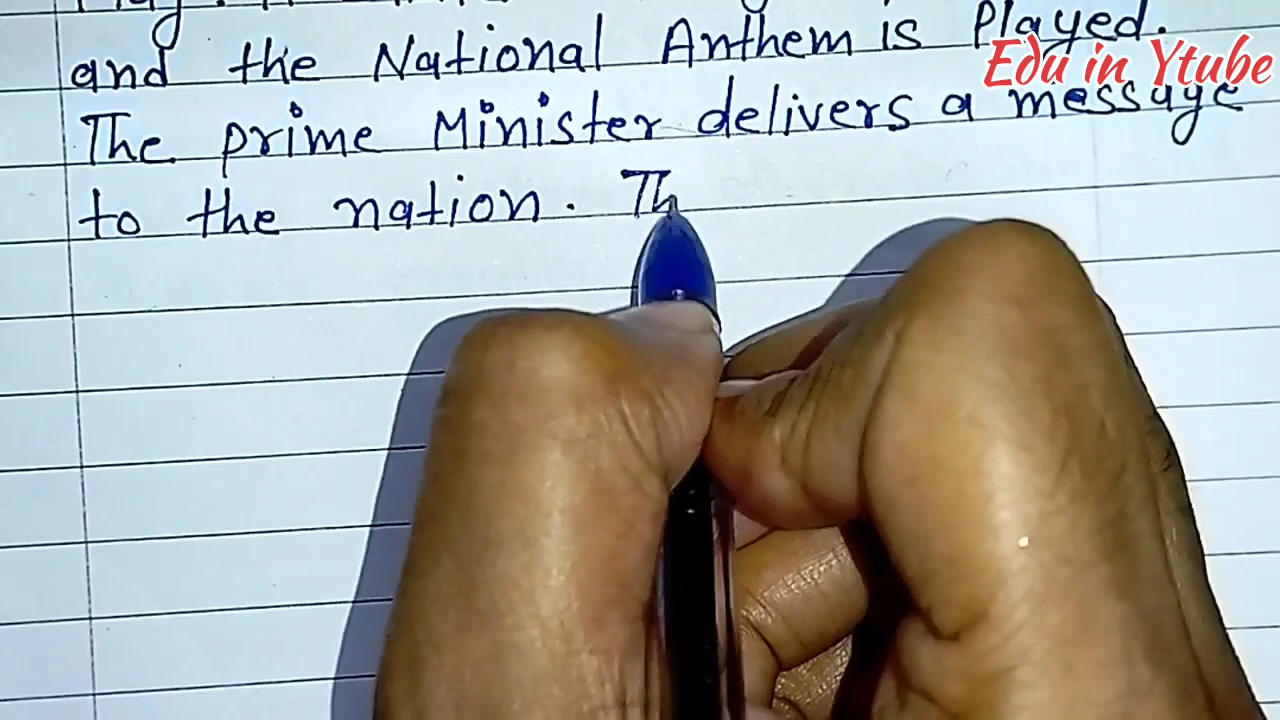 and the National Anthem is Played.
Edu in Ytube
The prime Minister delivers a message
to the nation. Th